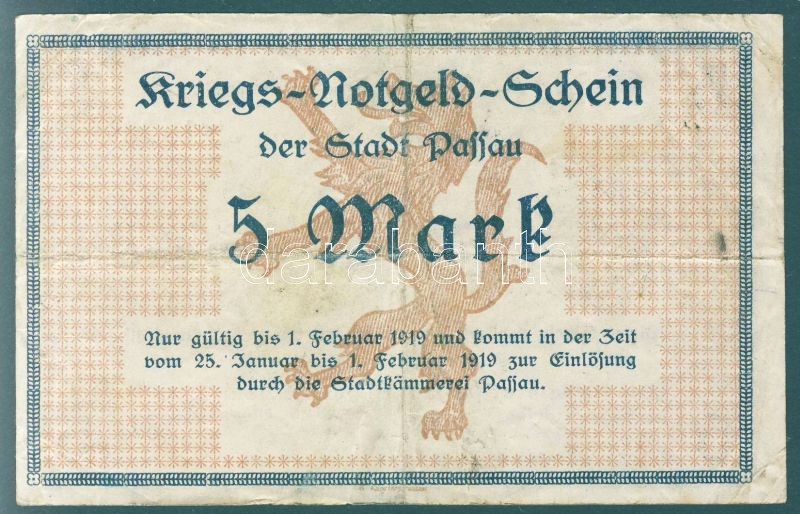 Kriegs-Notgeld-Schein
der Stadt Passau
5 Mark
darabanth
Nur gültig bis 1. Februar 1919 und kommt in der Zeit
vom 25. Januar bis 1. Februar 1919 zur Einlösung
durch die Stadtkämmerei Passau.